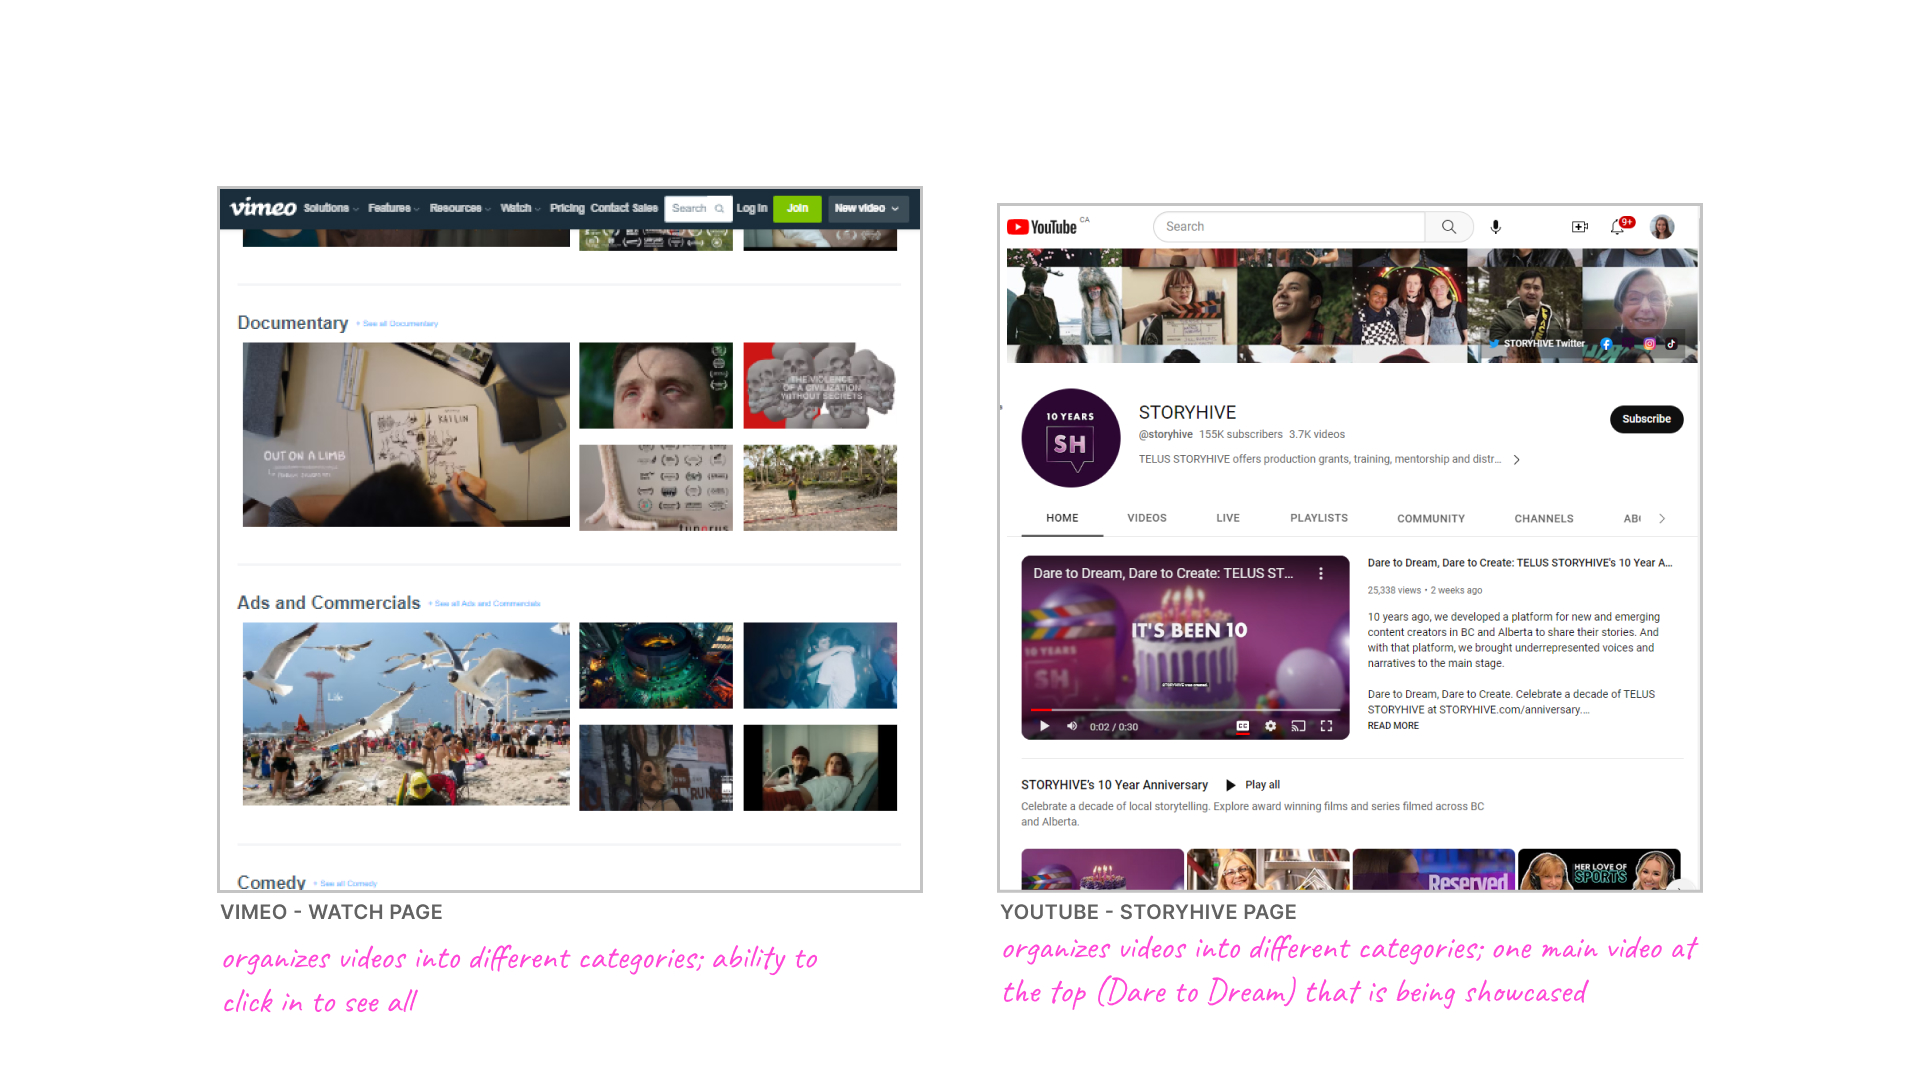 vimeo Solutions Features Resources Watch Pricing Contact Sales Search Log In Join New video
Documentary + See all Documentary
OUT ON A LIMB
KAITLIN
THE VIOLENCE
OF A CIVILIZATION
WITHOUT SECRETS
Ads and Commercials + See all Ads and Commercials
Life
Comedy + See all Comedy
VIMEO - WATCH PAGE
organizes videos into different categories; ability to
click in to see all
YouTube CA Search 9+
STORYHIVE Twitter
10 YEARS
SH
STORYHIVE
@storyhive 155K subscribers 3.7K videos
TELUS STORYHIVE offers production grants, training, mentorship and distr...
Subscribe
HOME VIDEOS LIVE PLAYLISTS COMMUNITY CHANNELS
Dare to Dream, Dare to Create: TELUS ST...
IT'S BEEN 10
10 YEARS
SH
0:02 / 0:30
CC
Dare to Dream, Dare to Create: TELUS STORYHIVE's 10 Year A...
25,338 views • 2 weeks ago
10 years ago, we developed a platform for new and emerging
content creators in BC and Alberta to share their stories. And
with that platform, we brought underrepresented voices and
narratives to the main stage.
Dare to Dream, Dare to Create. Celebrate a decade of TELUS
STORYHIVE at STORYHIVE.com/anniversary....
READ MORE
STORYHIVE's 10 Year Anniversary Play all
Celebrate a decade of local storytelling. Explore award winning films and series filmed across BC
and Alberta.
Reserved
HER LOVE OF
SPORTS
YOUTUBE - STORYHIVE PAGE
organizes videos into different categories; one main video at
the top (Dare to Dream) that is being showcased